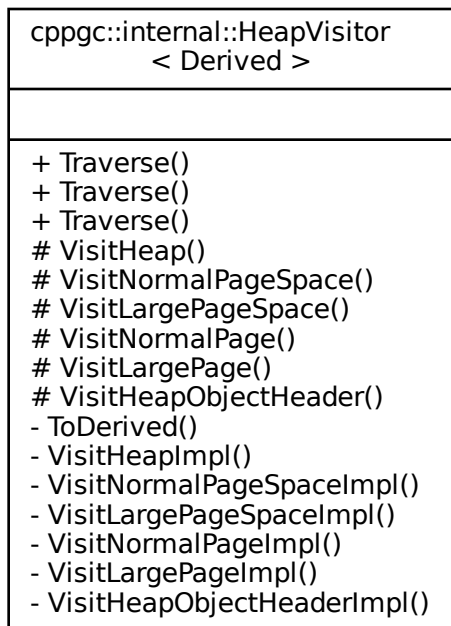 cppgc::internal::HeapVisitor
< Derived >
+ Traverse()
+ Traverse()
+ Traverse()
# VisitHeap()
# VisitNormalPageSpace()
# VisitLargePageSpace()
# VisitNormalPage()
# VisitLargePage()
# VisitHeapObjectHeader()
- ToDerived()
- VisitHeapImpl()
- VisitNormalPageSpaceImpl()
- VisitLargePageSpaceImpl()
- VisitNormalPageImpl()
- VisitLargePageImpl()
- VisitHeapObjectHeaderImpl()